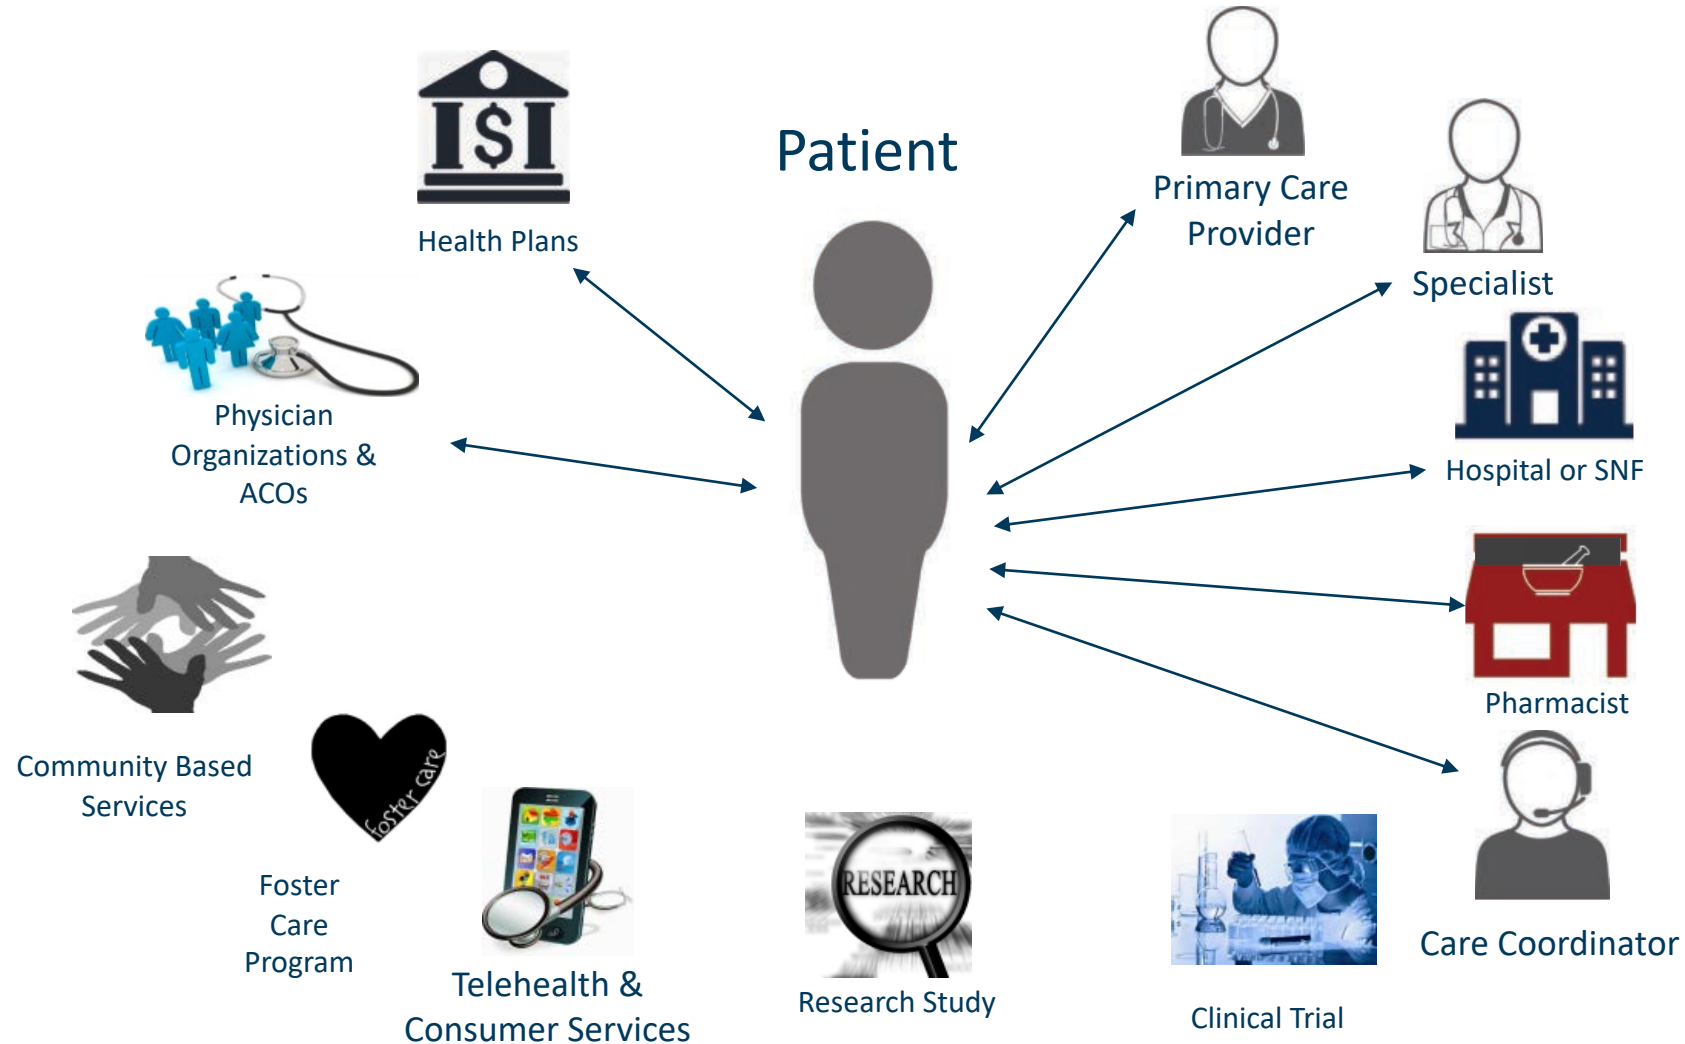 Patient
$
Health Plans
Primary Care
Provider
Specialist
Physician
Organizations &
ACOs
Hospital or SNF
Pharmacist
Community Based
Services
foster care
Foster
Care
Program
Telehealth &
Consumer Services
RESEARCH
Research Study
Clinical Trial
Care Coordinator